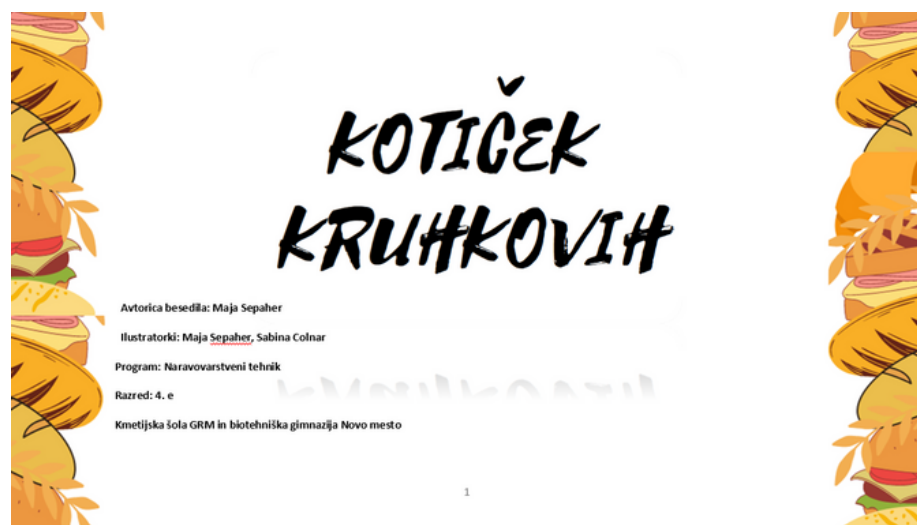 KOTIČEK
KRUHKOVIH
Avtorica besedila: Maja Sepaher
Ilustratorki: Maja Sepaher, Sabina Colnar
Program: Naravovarstveni tehnik
Razred: 4. e
Kmetijska šola GRM in biotehniška gimnazija Novo mesto
1